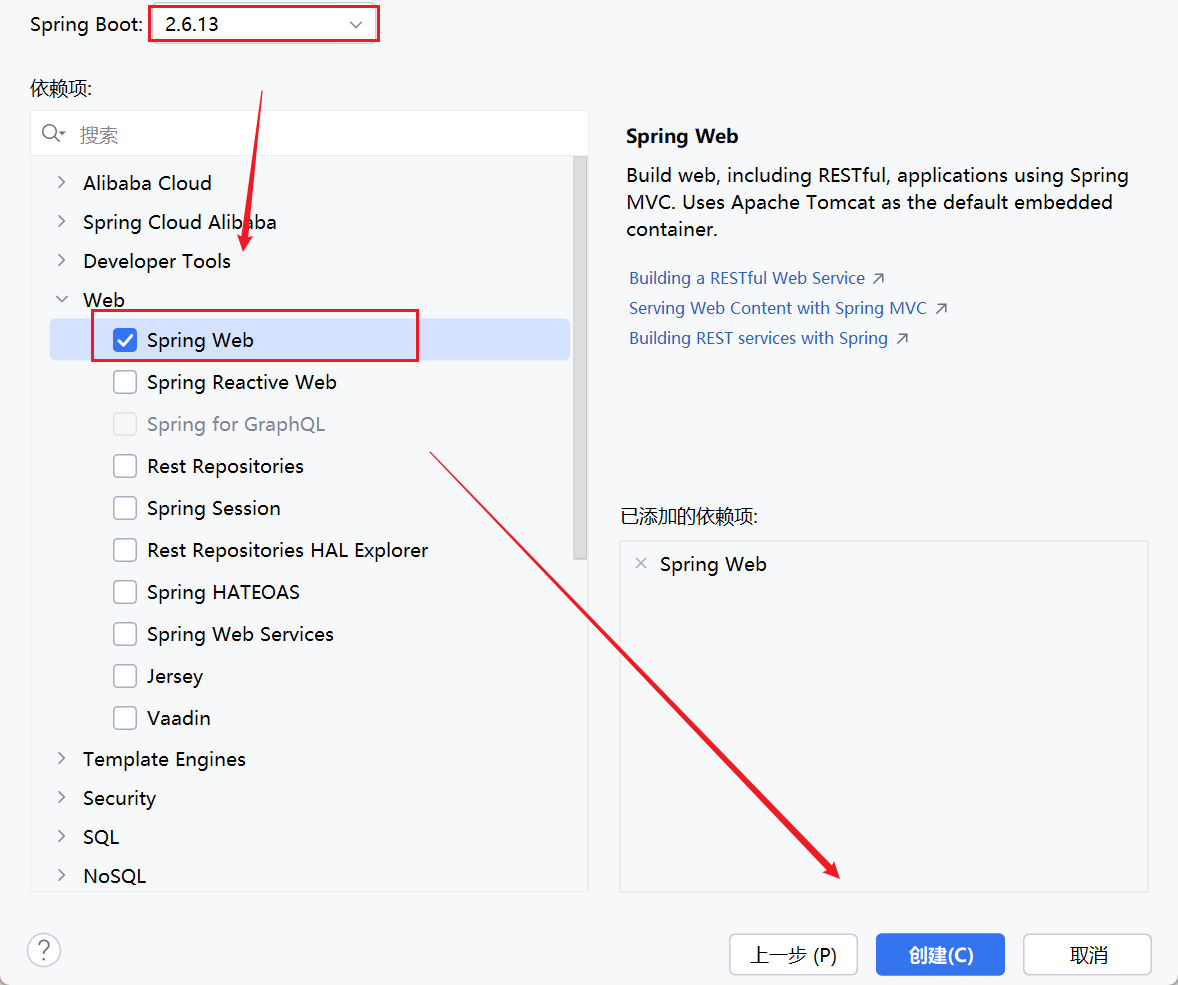 Spring Boot: 2.6.13
依赖项:
搜索
Alibaba Cloud
Spring Cloud Alibaba
Developer Tools
Web
Spring Web
Spring Reactive Web
Spring for GraphQL
Rest Repositories
Spring Session
Rest Repositories HAL Explorer
Spring HATEOAS
Spring Web Services
Jersey
Vaadin
Template Engines
Security
SQL
NoSQL
Spring Web
Build web, including RESTful, applications using Spring
MVC. Uses Apache Tomcat as the default embedded
container.
Building a RESTful Web Service
Serving Web Content with Spring MVC
Building REST services with Spring
已添加的依赖项:
Spring Web
?
上一步 (P)
创建(C)
取消